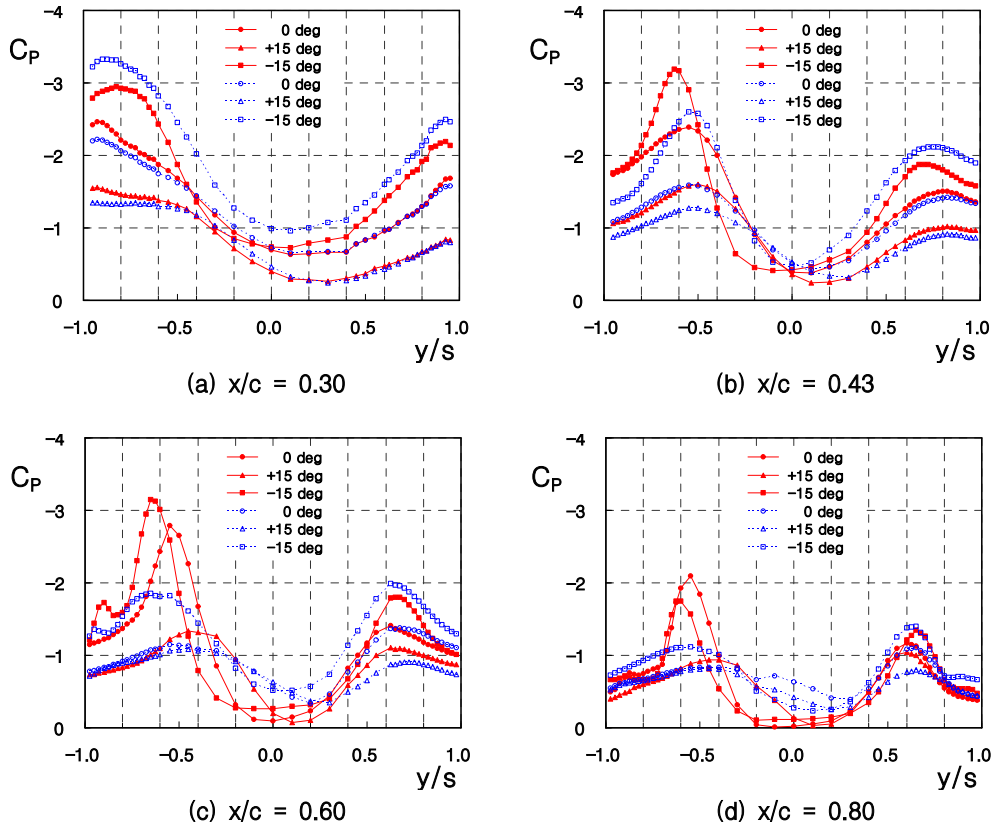 −4
−3
−2
−1
0
C_P
0 deg
+15 deg
−15 deg
0 deg
+15 deg
−15 deg
−1.0 −0.5 0.0 0.5 1.0
y/s
(a) x/c = 0.30
−4
−3
−2
−1
0
C_P
0 deg
+15 deg
−15 deg
0 deg
+15 deg
−15 deg
−1.0 −0.5 0.0 0.5 1.0
y/s
(b) x/c = 0.43
−4
−3
−2
−1
0
C_P
0 deg
+15 deg
−15 deg
0 deg
+15 deg
−15 deg
−1.0 −0.5 0.0 0.5 1.0
y/s
(c) x/c = 0.60
−4
−3
−2
−1
0
C_P
0 deg
+15 deg
−15 deg
0 deg
+15 deg
−15 deg
−1.0 −0.5 0.0 0.5 1.0
y/s
(d) x/c = 0.80